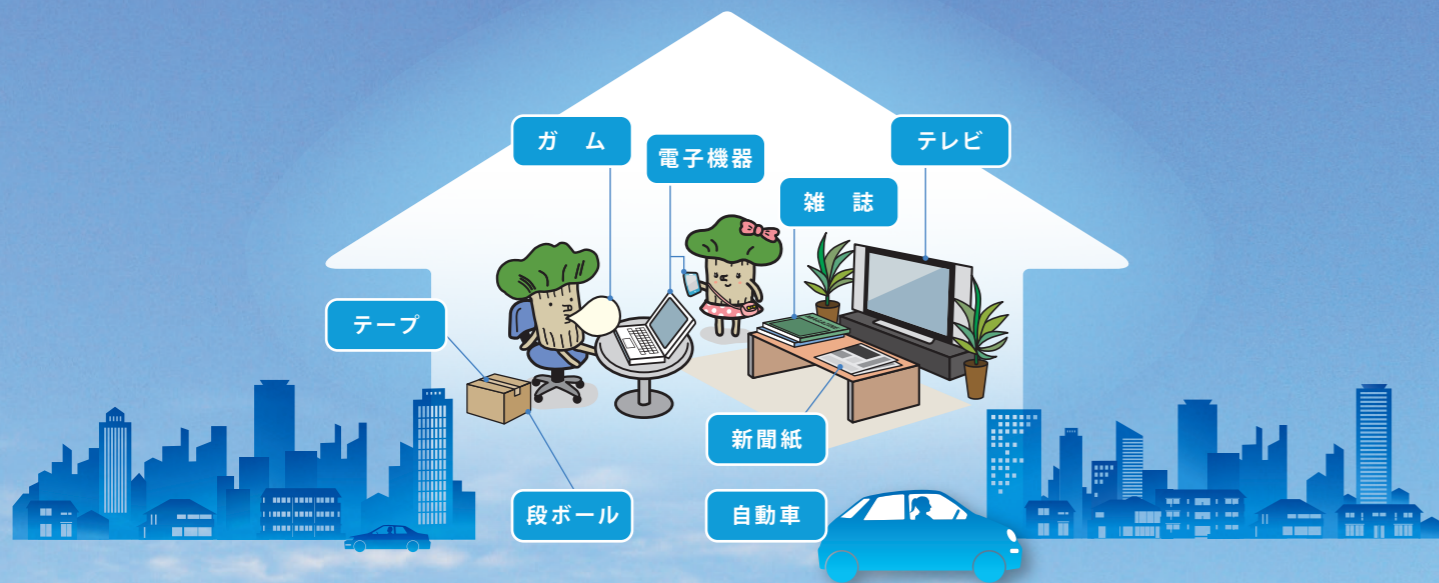 ガ　ム
電子機器
テレビ
雑　誌
テープ
新聞紙
段ボール
自動車